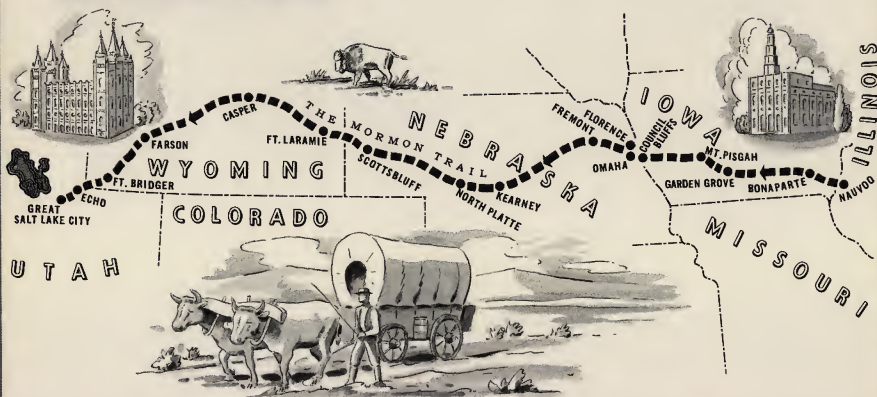 ILLINOIS
IOWA
NEBRASKA
THE MORMON TRAIL
CASPER
FT. LARAMIE
FARSON
WYOMING
FT. BRIDGER
ECHO
GREAT
SALT LAKE CITY
SCOTTSBLUFF
NORTH PLATTE
KEARNEY
FREMONT
FLORENCE
OMAHA
COUNCIL
BLUFFS
MT. PISGAH
GARDEN GROVE
BONAPARTE
NAUVOO
COLORADO
UTAH
MISSOURI